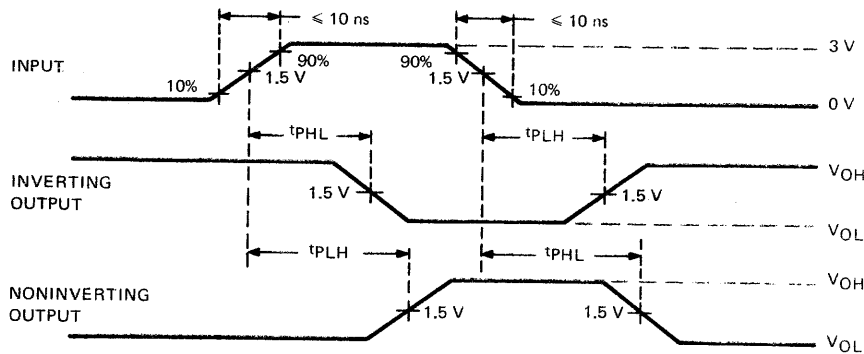 ≤ 10 ns ≤ 10 ns
3 V
INPUT
90% 90%
1.5 V 1.5 V
10% 10%
0 V
tPHL tPLH
VOH
INVERTING
OUTPUT
1.5 V 1.5 V
VOL
tPLH tPHL
VOH
NONINVERTING
OUTPUT
1.5 V 1.5 V
VOL